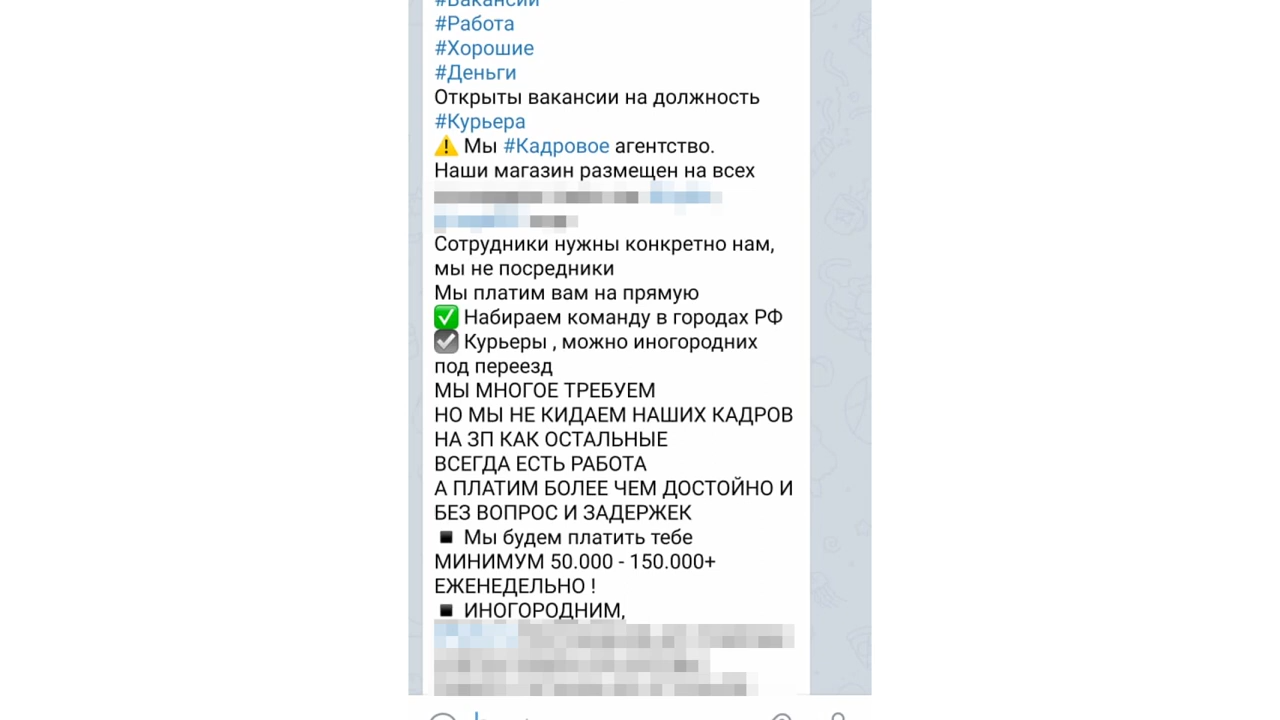 #Вакансии
#Работа
#Хорошие
#Деньги
Открыты вакансии на должность
#Курьера
⚠️ Мы #Кадровое агентство.
Наши магазин размещен на всех
Сотрудники нужны конкретно нам,
мы не посредники
Мы платим вам на прямую
✅ Набираем команду в городах РФ
☑️ Курьеры , можно иногородних
под переезд
МЫ МНОГОЕ ТРЕБУЕМ
НО МЫ НЕ КИДАЕМ НАШИХ КАДРОВ
НА ЗП КАК ОСТАЛЬНЫЕ
ВСЕГДА ЕСТЬ РАБОТА
А ПЛАТИМ БОЛЕЕ ЧЕМ ДОСТОЙНО И
БЕЗ ВОПРОС И ЗАДЕРЖЕК
▪️ Мы будем платить тебе
МИНИМУМ 50.000 - 150.000+
ЕЖЕНЕДЕЛЬНО !
▪️ ИНОГОРОДНИМ,